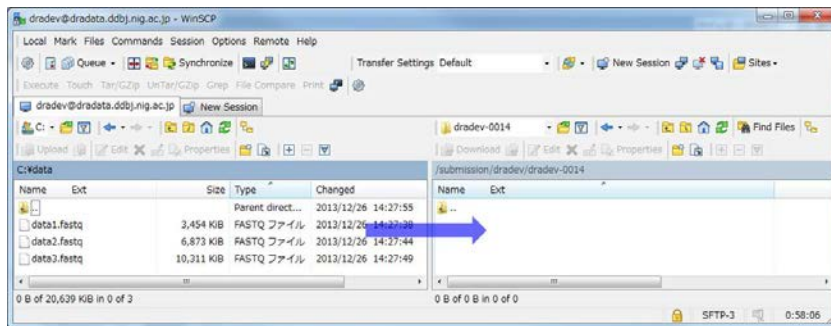 dradev@dradata.ddbj.nig.ac.jp - WinSCP
Local Mark Files Commands Session Options Remote Help
Queue Synchronize Transfer Settings Default New Session Sites
Execute Touch Tar/GZip UnTar/GZip Grep File Compare Print
dradev@dradata.ddbj.nig.ac.jp New Session
C: dradev-0014 Find Files
Upload Edit Properties Download Edit Properties
C:¥data /submission/dradev/dradev-0014
Name Ext Size Type Changed Name Ext
.. Parent direct... 2013/12/26 14:27:55 ..
data1.fastq 3,454 KiB FASTQ ファイル 2013/12/26 14:27:38
data2.fastq 6,873 KiB FASTQ ファイル 2013/12/26 14:27:44
data3.fastq 10,311 KiB FASTQ ファイル 2013/12/26 14:27:49
0 B of 20,639 KiB in 0 of 3 0 B of 0 B in 0 of 0
SFTP-3 0:58:06